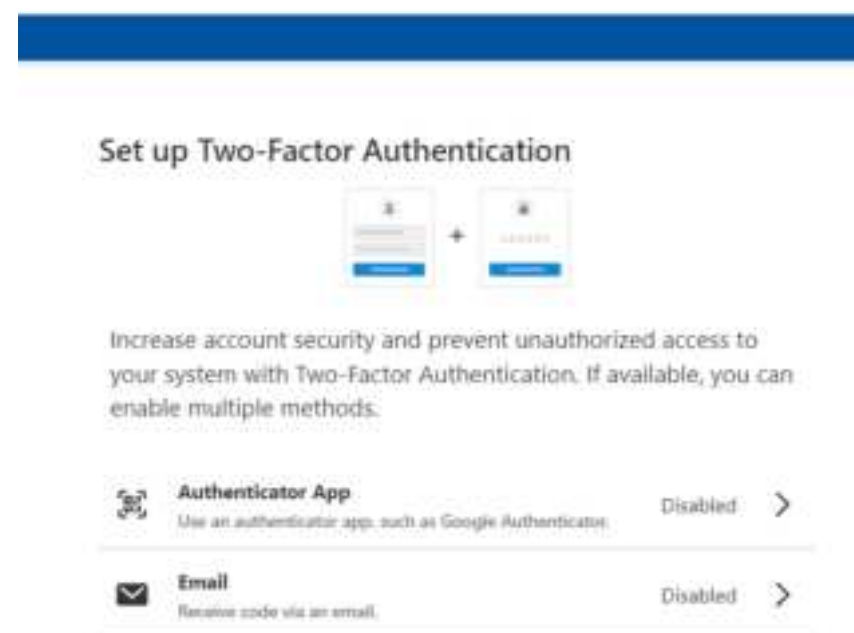 Set up Two-Factor Authentication
+
Increase account security and prevent unauthorized access to
your system with Two-Factor Authentication. If available, you can
enable multiple methods.
Authenticator App
Use an authenticator app, such as Google Authenticator.
Disabled
Email
Receive code via an email.
Disabled